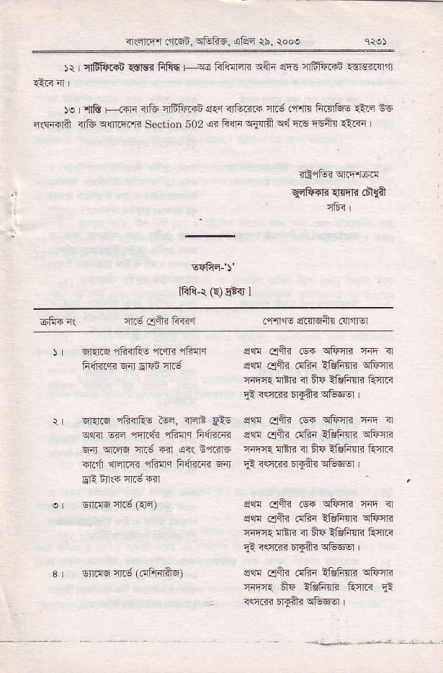 বাংলাদেশ গেজেট, অতিরিক্ত, এপ্রিল ২৯, ২০০৩ ৭২৩১
১২। সার্টিফিকেট হস্তান্তর নিষিদ্ধ।—অত্র বিধিমালার অধীন প্রদত্ত সার্টিফিকেট হস্তান্তরযোগ্য
হইবে না।
১৩। শাস্তি।—কোন ব্যক্তি সার্টিফিকেট গ্রহণ ব্যতিরেকে সার্ভে পেশায় নিয়োজিত হইলে উক্ত
লংঘনকারী ব্যক্তি অধ্যাদেশের Section 502 এর বিধান অনুযায়ী অর্থ দন্ডে দন্ডনীয় হইবেন।
রাষ্ট্রপতির আদেশক্রমে
জুলফিকার হায়দার চৌধুরী
সচিব।
তফসিল-‘১’
[বিধি-২ (ছ) দ্রষ্টব্য]
ক্রমিক নং সার্ভে শ্রেণীর বিবরণ পেশাগত প্রয়োজনীয় যোগ্যতা
১। জাহাজে পরিবাহিত পণ্যের পরিমাণ প্রথম শ্রেণীর ডেক অফিসার সনদ বা
নির্ধারণের জন্য ড্রাফট সার্ভে প্রথম শ্রেণীর মেরিন ইঞ্জিনিয়ার অফিসার
সনদসহ মাষ্টার বা চীফ ইঞ্জিনিয়ার হিসাবে
দুই বৎসরের চাকুরীর অভিজ্ঞতা।
২। জাহাজে পরিবাহিত তৈল, বালাষ্ট ফ্লুইড প্রথম শ্রেণীর ডেক অফিসার সনদ বা
অথবা তরল পদার্থের পরিমাণ নির্ধারনের প্রথম শ্রেণীর মেরিন ইঞ্জিনিয়ার অফিসার
জন্য আলেজ সার্ভে করা এবং উপরোক্ত সনদসহ মাষ্টার বা চীফ ইঞ্জিনিয়ার হিসাবে
কার্গো খালাসের পরিমাণ নির্ধারনের জন্য দুই বৎসরের চাকুরীর অভিজ্ঞতা।
ড্রাই ট্যাংক সার্ভে করা
৩। ড্যামেজ সার্ভে (হাল) প্রথম শ্রেণীর ডেক অফিসার সনদ বা
প্রথম শ্রেণীর মেরিন ইঞ্জিনিয়ার অফিসার
সনদসহ মাষ্টার বা চীফ ইঞ্জিনিয়ার হিসাবে
দুই বৎসরের চাকুরীর অভিজ্ঞতা।
৪। ড্যামেজ সার্ভে (মেশিনারীজ) প্রথম শ্রেণীর মেরিন ইঞ্জিনিয়ার অফিসার
সনদসহ চীফ ইঞ্জিনিয়ার হিসাবে দুই
বৎসরের চাকুরীর অভিজ্ঞতা।